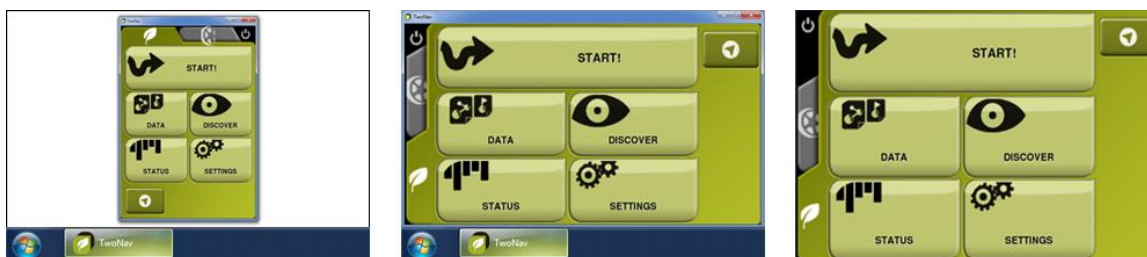 TwoNav
START!
DATA DISCOVER
STATUS SETTINGS
TwoNav
TwoNav
START!
DATA DISCOVER
STATUS SETTINGS
TwoNav
START!
DATA DISCOVER
STATUS SETTINGS